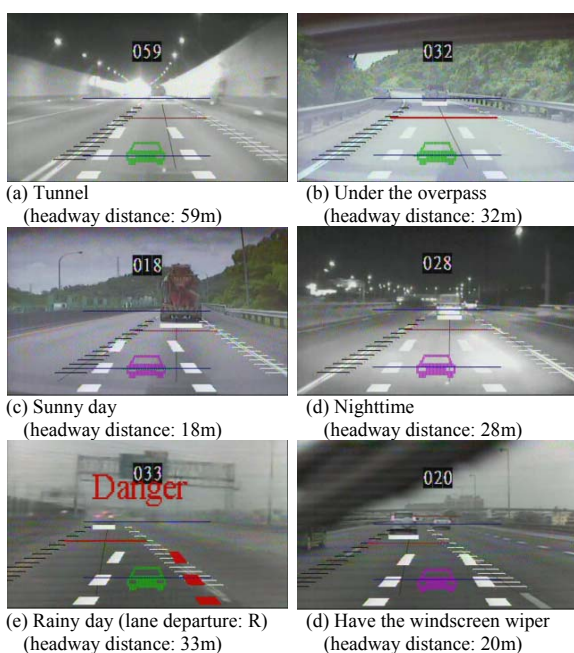 059
032
(a) Tunnel
(headway distance: 59m)
(b) Under the overpass
(headway distance: 32m)
018
028
(c) Sunny day
(headway distance: 18m)
(d) Nighttime
(headway distance: 28m)
033
Danger
020
(e) Rainy day (lane departure: R)
(headway distance: 33m)
(d) Have the windscreen wiper
(headway distance: 20m)